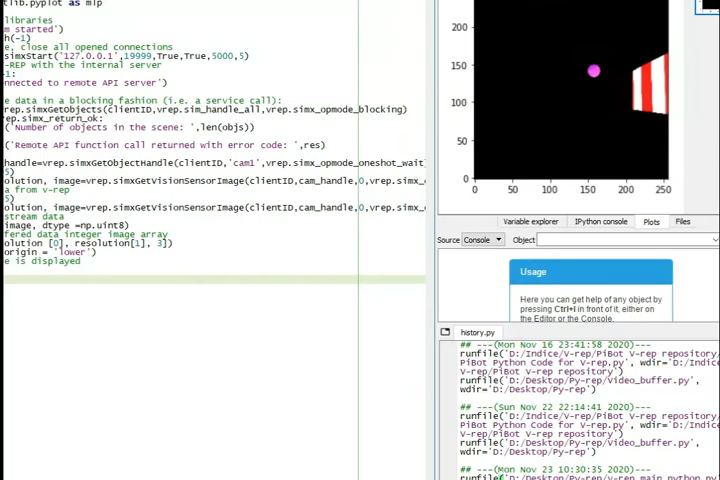 tlib.pyplot as mlp
libraries
m started')
h(-1)
e, close all opened connections
simxStart('127.0.0.1',19999,True,True,5000,5)
-REP with the internal server
-1:
nnected to remote API server')
e data in a blocking fashion (i.e. a service call):
rep.simxGetObjects(clientID,vrep.sim_handle_all,vrep.simx_opmode_blocking)
ep.simx_return_ok:
('Number of objects in the scene: ',len(objs))
('Remote API function call returned with error code: ',res)
handle=vrep.simxGetObjectHandle(clientID,'cam1',vrep.simx_opmode_oneshot_wait)
5)
olution, image=vrep.simxGetVisionSensorImage(clientID,cam_handle,0,vrep.simx_o
a from v-rep
5)
olution, image=vrep.simxGetVisionSensorImage(clientID,cam_handle,0,vrep.simx_
stream data
image, dtype =np.uint8)
fered data integer image array
olution [0], resolution[1], 3])
origin = 'lower')
e is displayed
200
150
100
50
0
0 50 100 150 200 250
Variable explorer IPython console Plots Files
Source Console Object
Usage
Here you can get help of any object by
pressing Ctrl+I in front of it, either on
the Editor or the Console.
history.py
## ---(Mon Nov 16 23:41:58 2020)---
runfile('D:/Indice/V-rep/PiBot V-rep repository/
PiBot Python Code for V-rep.py', wdir='D:/Indice/
V-rep/PiBot V-rep repository')
runfile('D:/Desktop/Py-rep/video_buffer.py',
wdir='D:/Desktop/Py-rep')
## ---(Sun Nov 22 22:14:41 2020)---
runfile('D:/Indice/V-rep/PiBot V-rep repository/
PiBot Python Code for V-rep.py', wdir='D:/Indice/
V-rep/PiBot V-rep repository')
runfile('D:/Desktop/Py-rep/video_buffer.py',
wdir='D:/Desktop/Py-rep')
## ---(Mon Nov 23 10:30:35 2020)---
runfile('D:/Desktop/Py-rep/v-rep_main_python.py